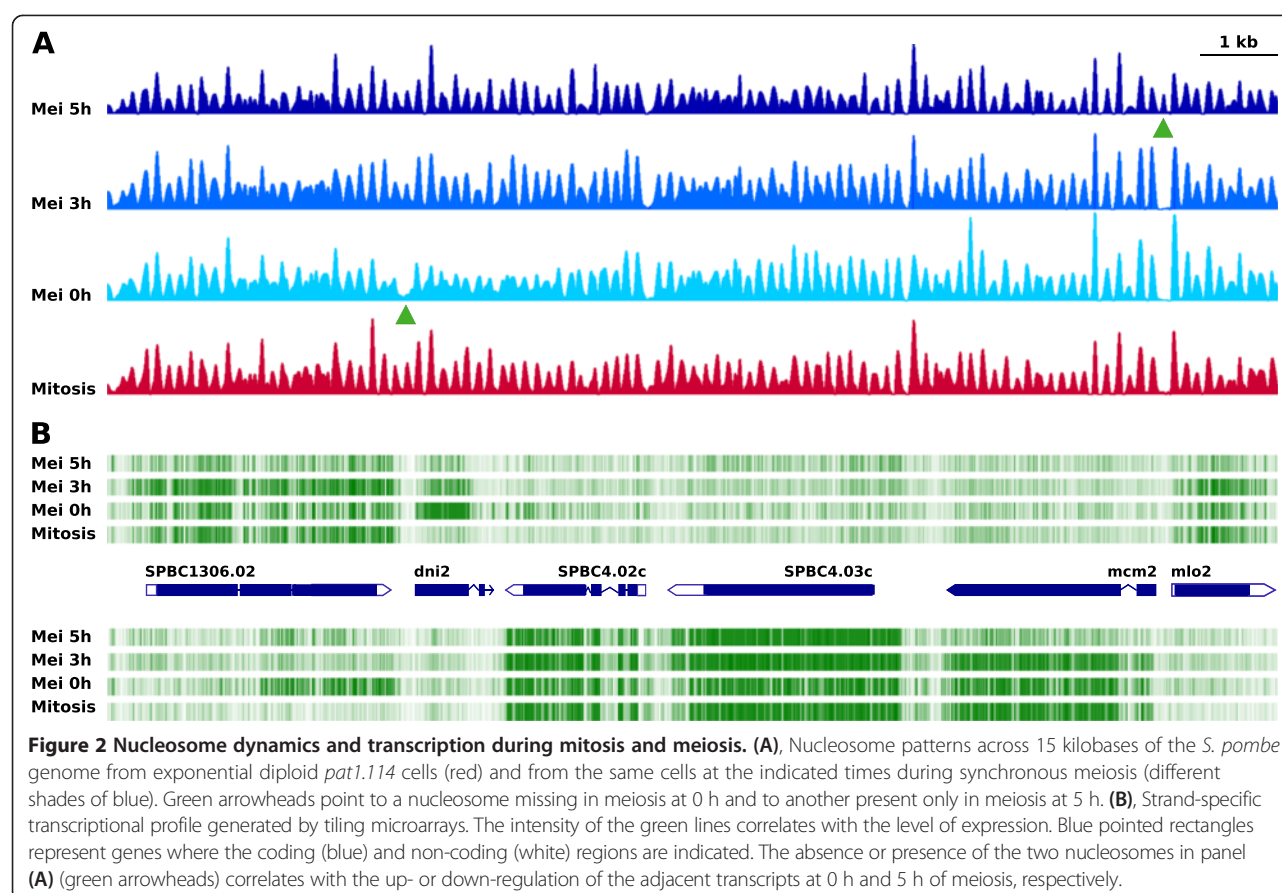 A
1 kb
Mei 5h
Mei 3h
Mei 0h
Mitosis
B
Mei 5h
Mei 3h
Mei 0h
Mitosis
SPBC1306.02 dni2 SPBC4.02c SPBC4.03c mcm2 mlo2
Mei 5h
Mei 3h
Mei 0h
Mitosis
Figure 2 Nucleosome dynamics and transcription during mitosis and meiosis. (A), Nucleosome patterns across 15 kilobases of the S. pombe
genome from exponential diploid pat1.114 cells (red) and from the same cells at the indicated times during synchronous meiosis (different
shades of blue). Green arrowheads point to a nucleosome missing in meiosis at 0 h and to another present only in meiosis at 5 h. (B), Strand-specific
transcriptional profile generated by tiling microarrays. The intensity of the green lines correlates with the level of expression. Blue pointed rectangles
represent genes where the coding (blue) and non-coding (white) regions are indicated. The absence or presence of the two nucleosomes in panel
(A) (green arrowheads) correlates with the up- or down-regulation of the adjacent transcripts at 0 h and 5 h of meiosis, respectively.